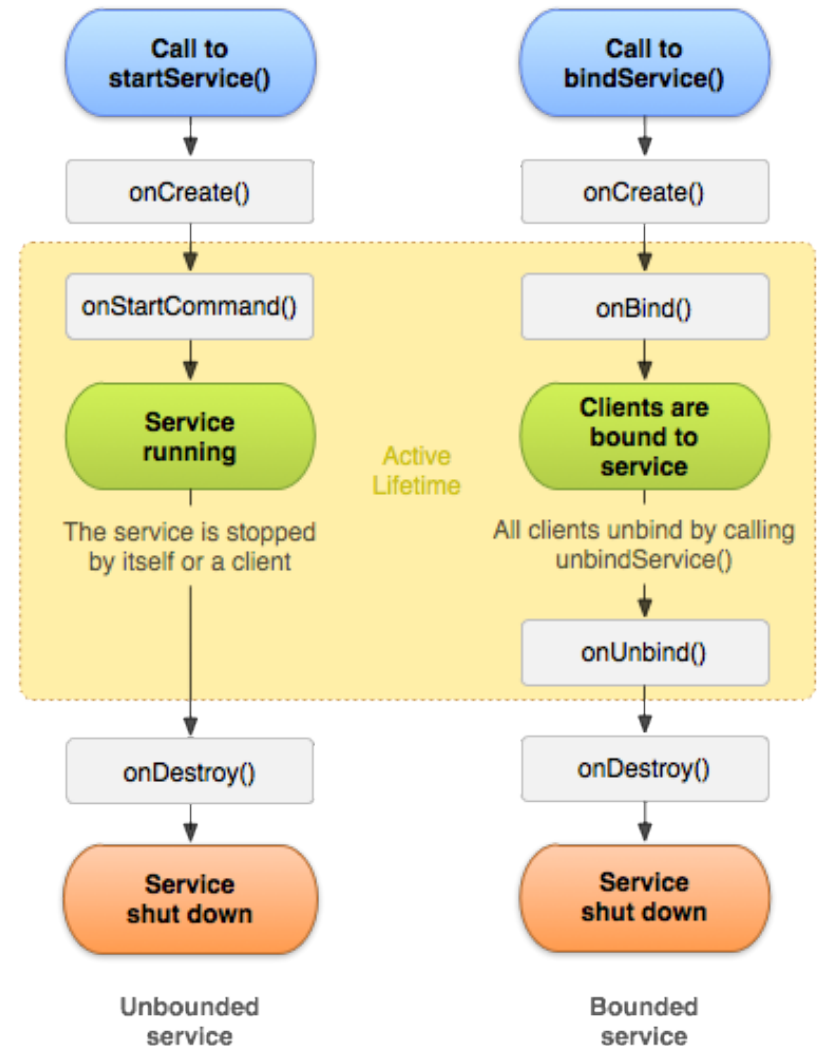 Call to
startService()
onCreate()
onStartCommand()
Service
running
The service is stopped
by itself or a client
onDestroy()
Service
shut down
Unbounded
service
Active
Lifetime
Call to
bindService()
onCreate()
onBind()
Clients are
bound to
service
All clients unbind by calling
unbindService()
onUnbind()
onDestroy()
Service
shut down
Bounded
service